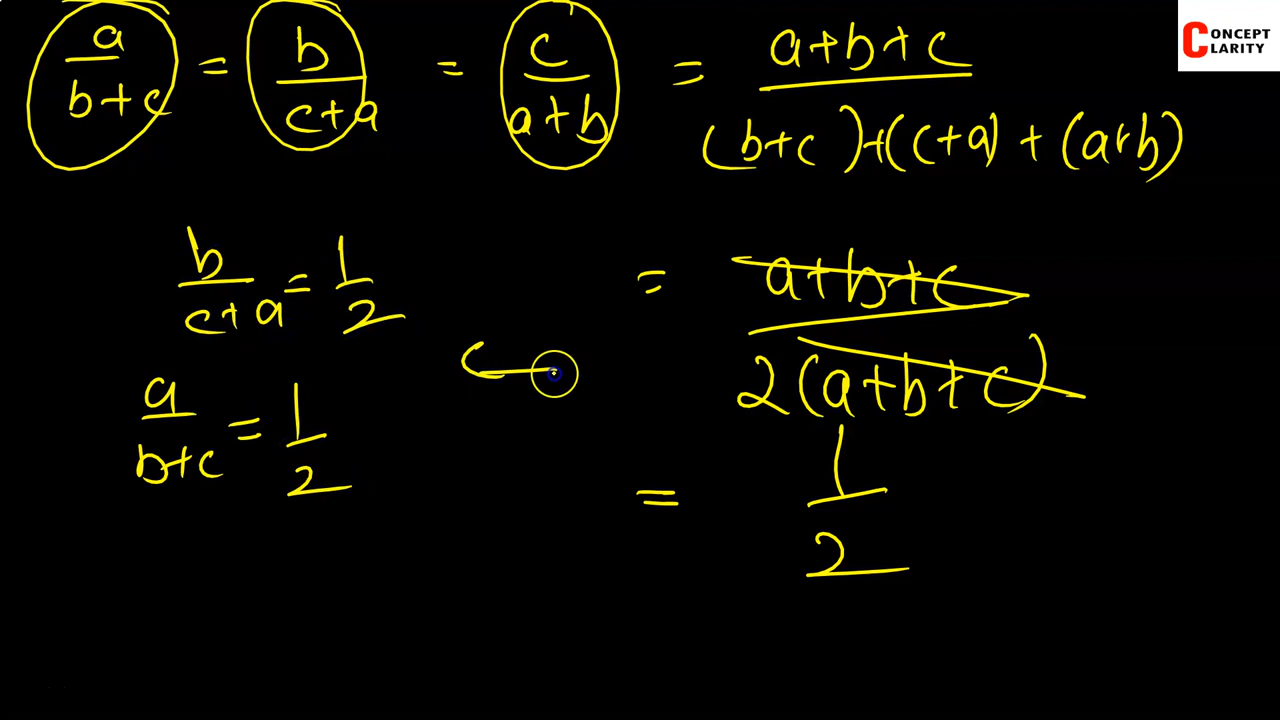 a/(b+c) = b/(c+a) = c/(a+b) = (a+b+c)/((b+c)+(c+a)+(a+b))
CONCEPT
CLARITY
b/(c+a) = 1/2
= (a+b+c)/(2(a+b+c))
c
a/(b+c) = 1/2
= 1/2